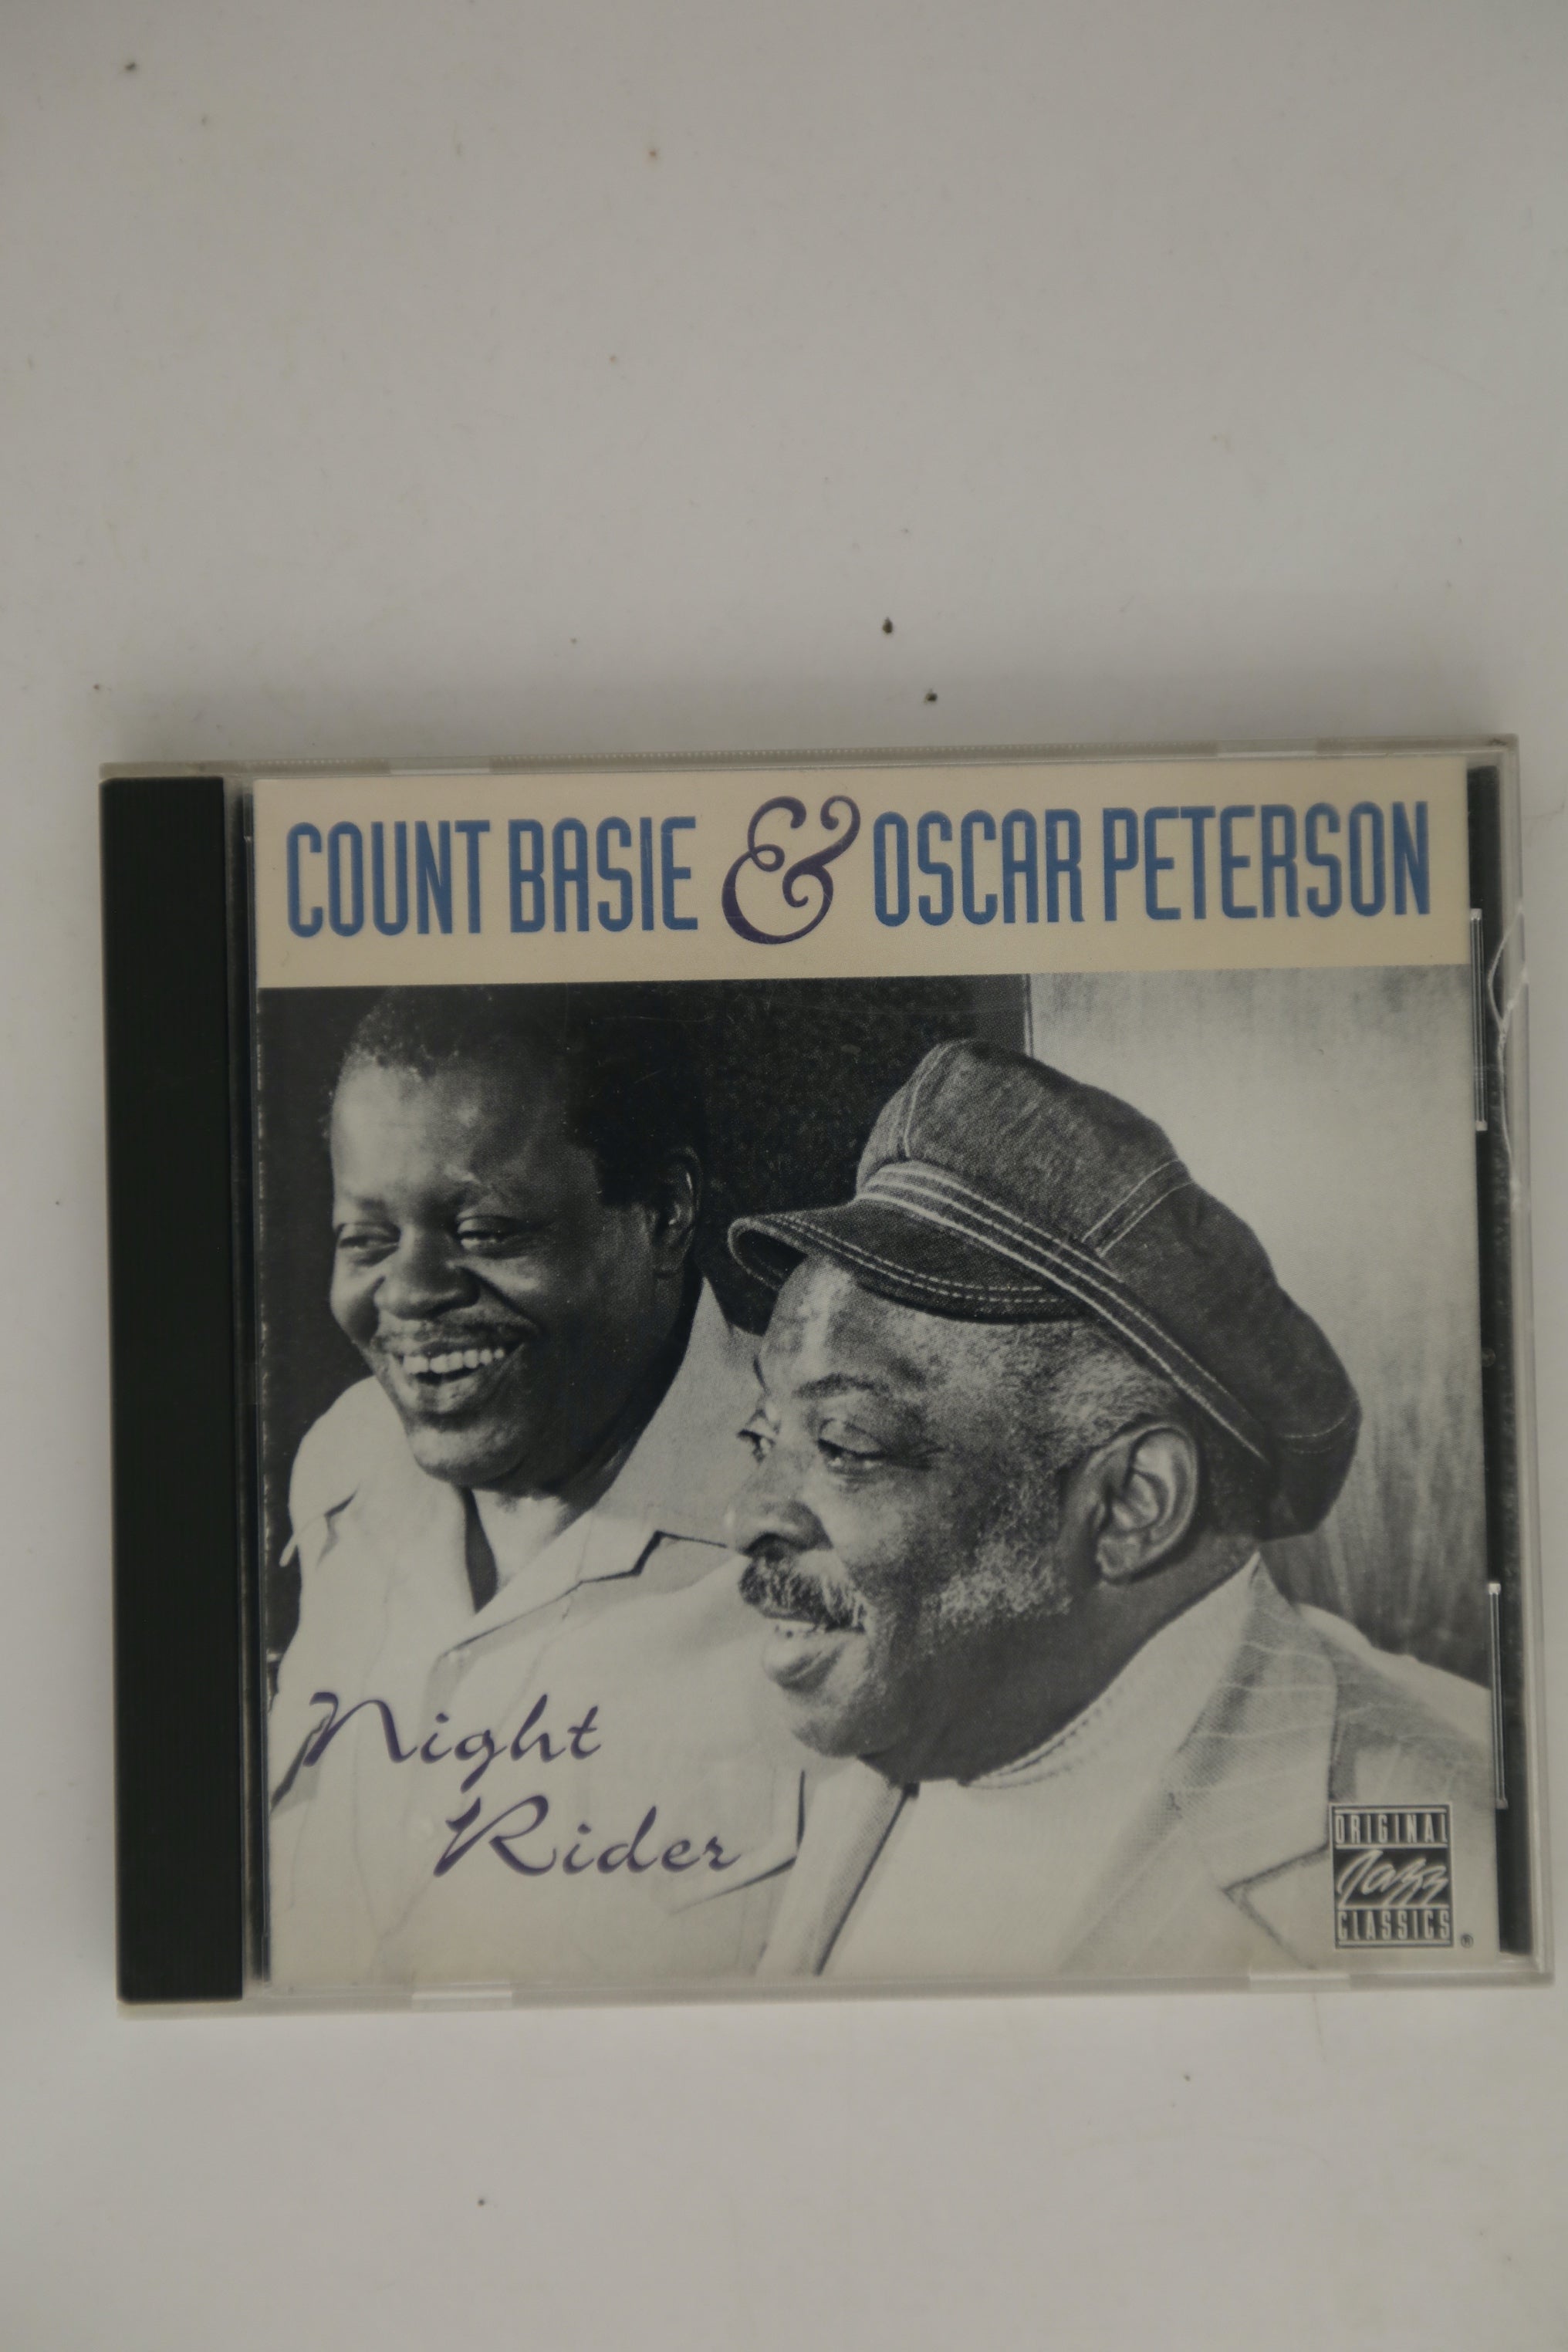 COUNT BASIE & OSCAR PETERSON
Night
Rider
ORIGINAL
Jazz
CLASSICS
®